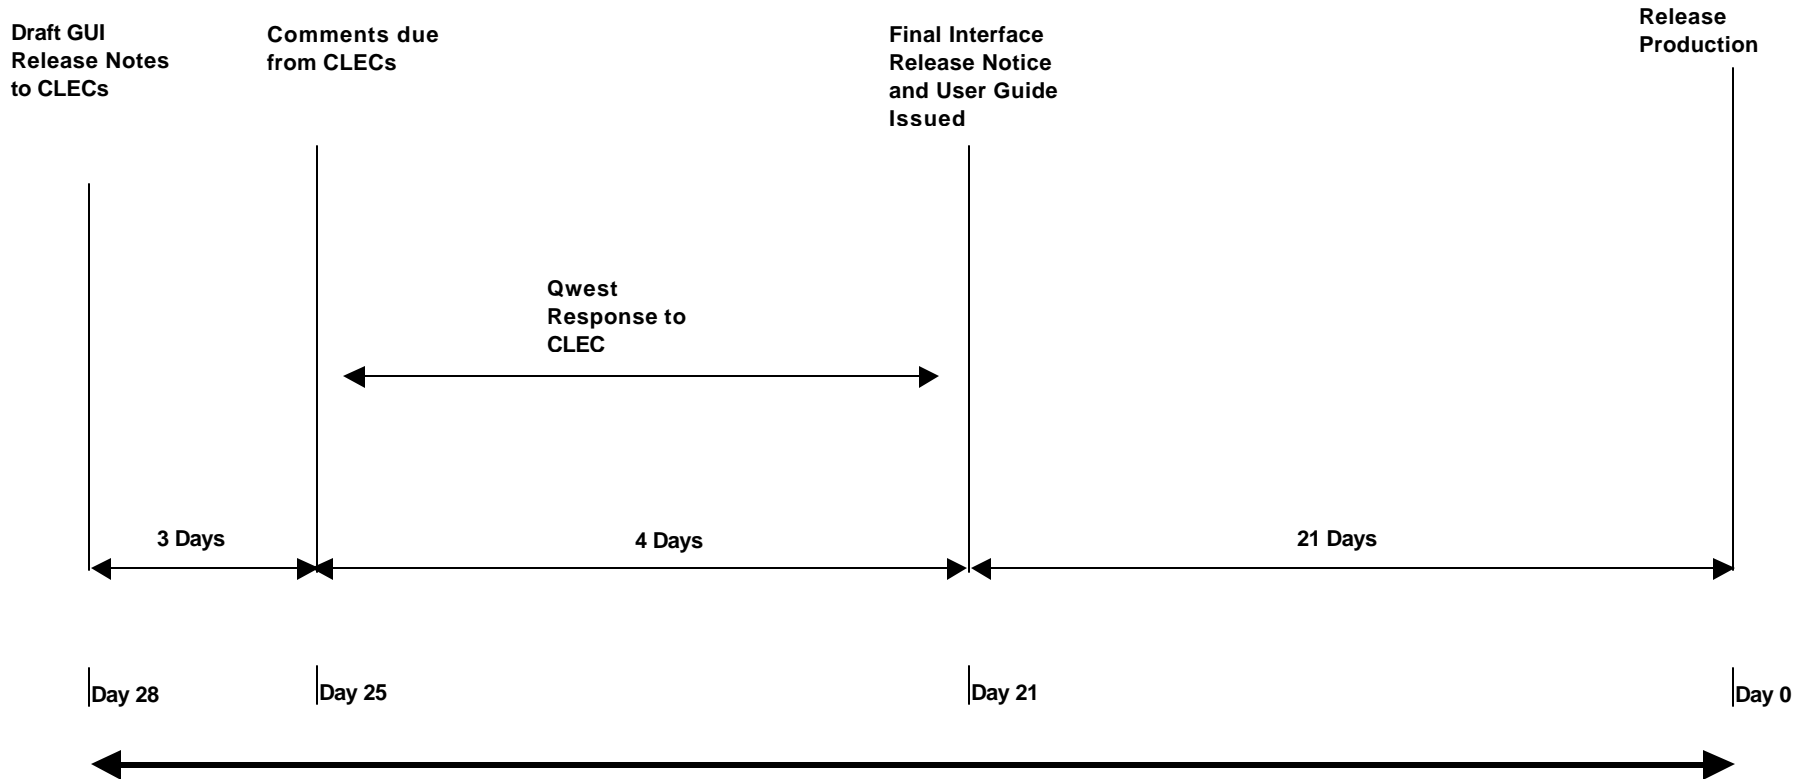 Draft GUI
Release Notes
to CLECs
Comments due
from CLECs
Final Interface
Release Notice
and User Guide
Issued
Release
Production
Qwest
Response to
CLEC
3 Days
4 Days
21 Days
Day 28
Day 25
Day 21
Day 0